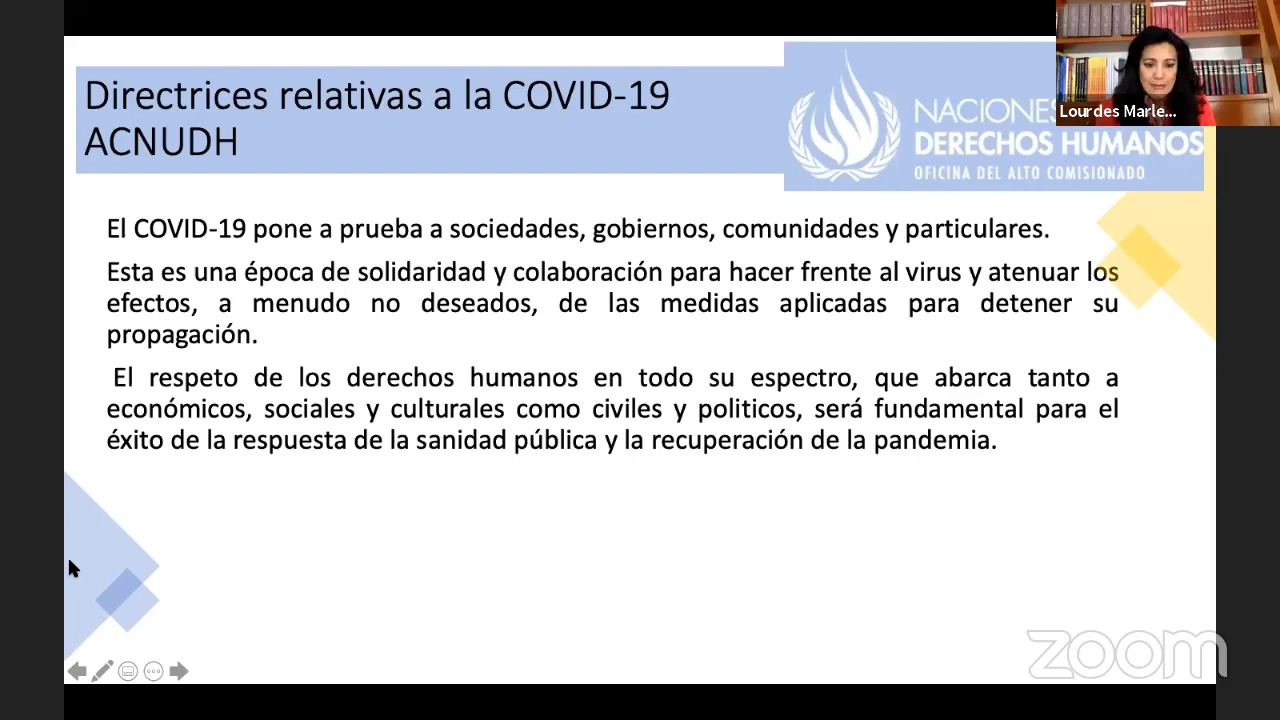 Directrices relativas a la COVID-19
ACNUDH
NACIONES
DERECHOS HUMANOS
OFICINA DEL ALTO COMISIONADO
Lourdes Marle...
El COVID-19 pone a prueba a sociedades, gobiernos, comunidades y particulares.
Esta es una época de solidaridad y colaboración para hacer frente al virus y atenuar los
efectos, a menudo no deseados, de las medidas aplicadas para detener su
propagación.
El respeto de los derechos humanos en todo su espectro, que abarca tanto a
económicos, sociales y culturales como civiles y politicos, será fundamental para el
éxito de la respuesta de la sanidad pública y la recuperación de la pandemia.
zoom